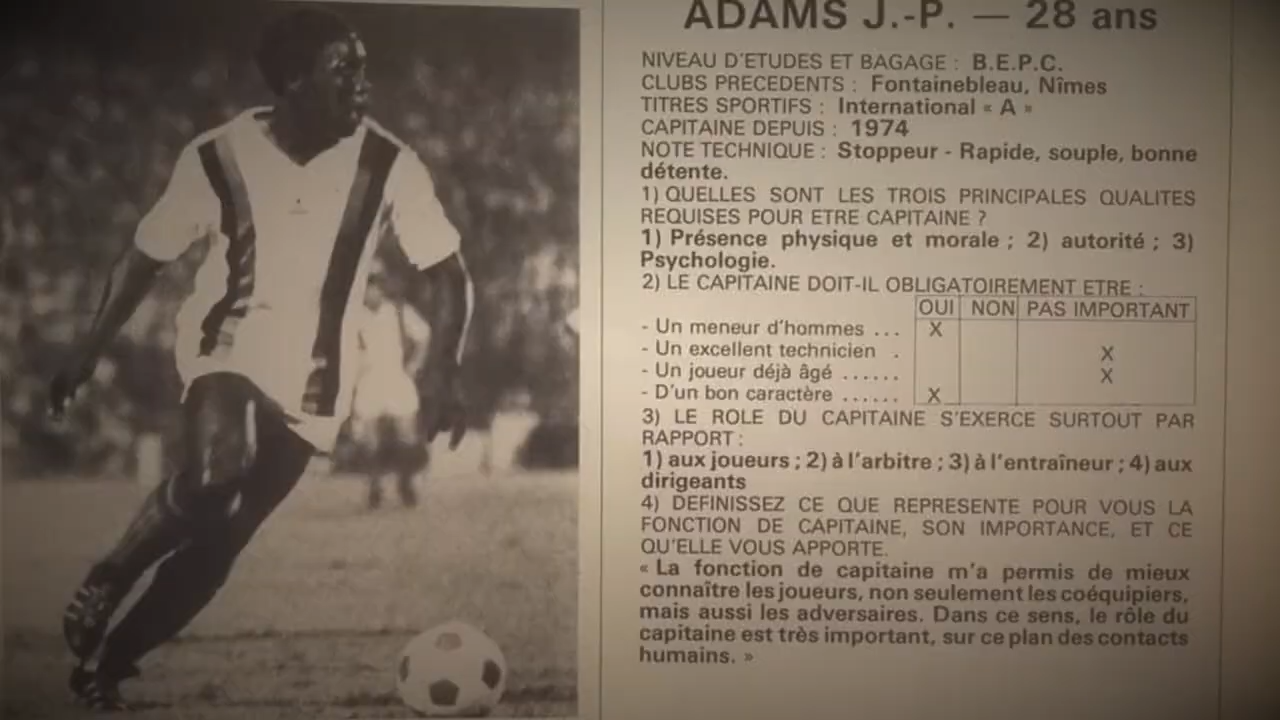 ADAMS J.-P. — 28 ans
NIVEAU D'ETUDES ET BAGAGE : B.E.P.C.
CLUBS PRECEDENTS : Fontainebleau, Nîmes
TITRES SPORTIFS : International « A »
CAPITAINE DEPUIS : 1974
NOTE TECHNIQUE : Stoppeur - Rapide, souple, bonne
détente.
1) QUELLES SONT LES TROIS PRINCIPALES QUALITES
REQUISES POUR ETRE CAPITAINE ?
1) Présence physique et morale ; 2) autorité ; 3)
Psychologie.
2) LE CAPITAINE DOIT-IL OBLIGATOIREMENT ETRE :
OUI NON PAS IMPORTANT
- Un meneur d'hommes ... X
- Un excellent technicien . X
- Un joueur déjà âgé ...... X
- D'un bon caractère ...... X
3) LE ROLE DU CAPITAINE S'EXERCE SURTOUT PAR
RAPPORT :
1) aux joueurs ; 2) à l'arbitre ; 3) à l'entraîneur ; 4) aux
dirigeants
4) DEFINISSEZ CE QUE REPRESENTE POUR VOUS LA
FONCTION DE CAPITAINE, SON IMPORTANCE, ET CE
QU'ELLE VOUS APPORTE.
« La fonction de capitaine m'a permis de mieux
connaître les joueurs, non seulement les coéquipiers,
mais aussi les adversaires. Dans ce sens, le rôle du
capitaine est très important, sur ce plan des contacts
humains. »